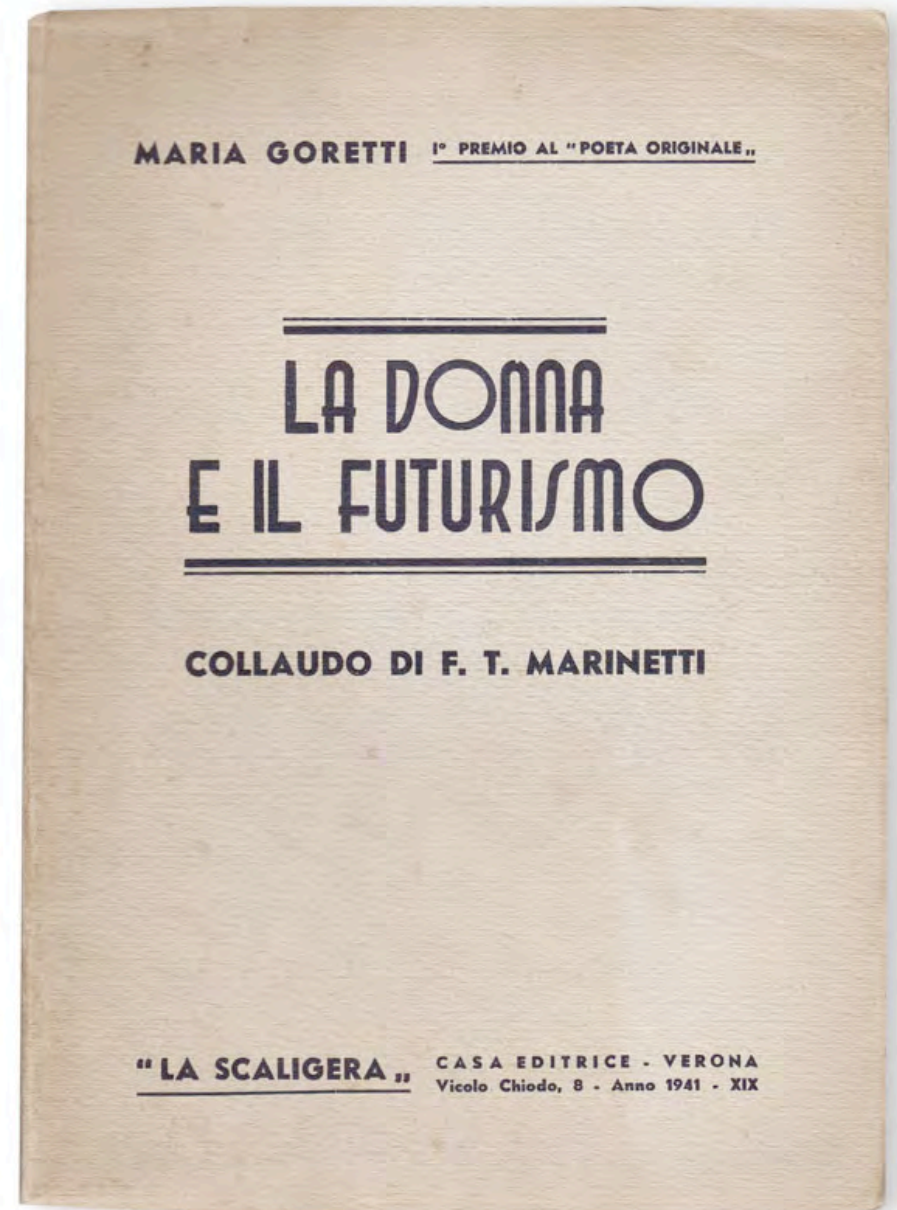 MARIA GORETTI 1° PREMIO AL "POETA ORIGINALE„
LA DONNA
E IL FUTURISMO
COLLAUDO DI F. T. MARINETTI
“LA SCALIGERA„ CASA EDITRICE - VERONA
Vicolo Chiodo, 8 - Anno 1941 - XIX